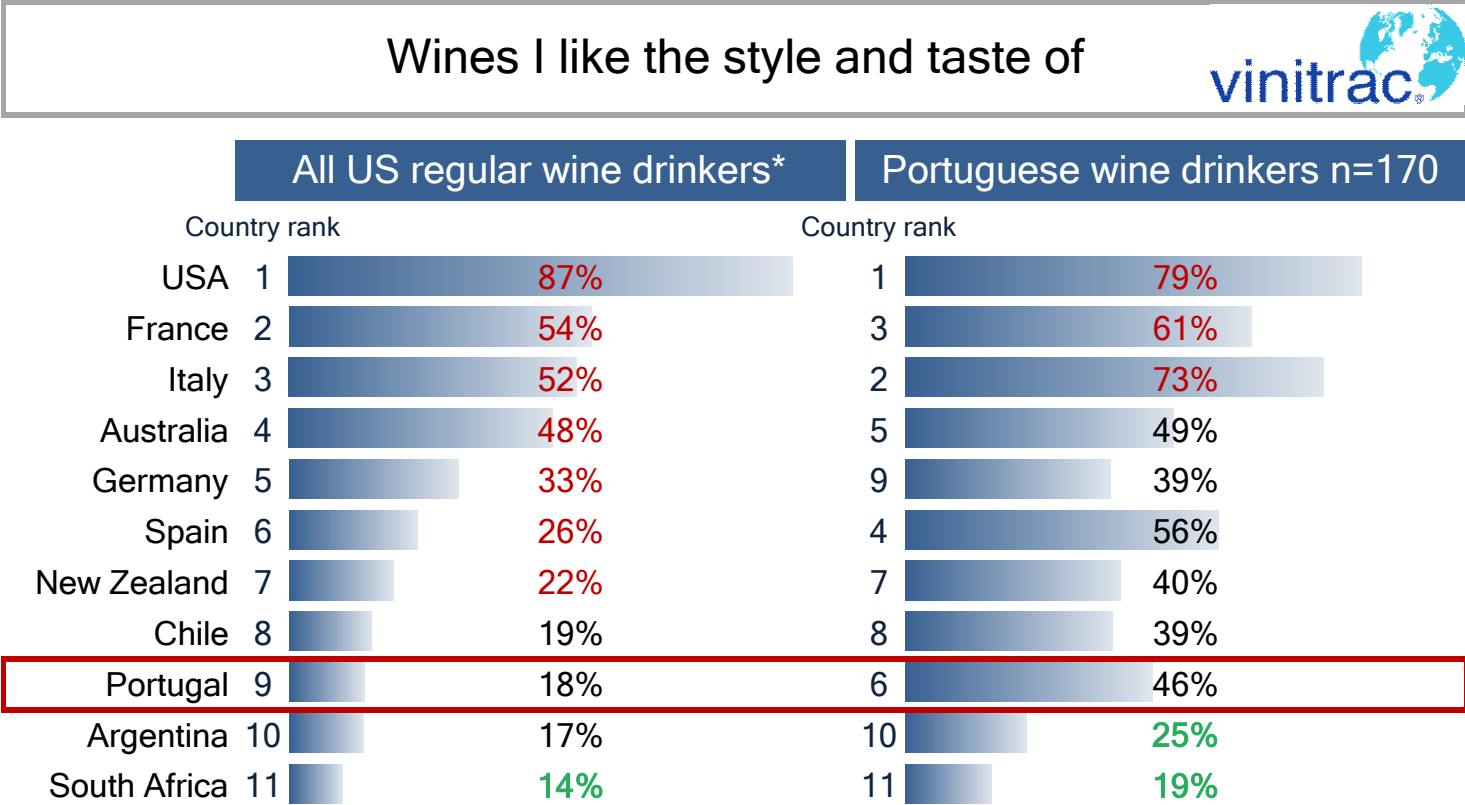 Wines I like the style and taste of
vinitrac®
All US regular wine drinkers* Portuguese wine drinkers n=170
Country rank Country rank
USA 1 87% 1 79%
France 2 54% 3 61%
Italy 3 52% 2 73%
Australia 4 48% 5 49%
Germany 5 33% 9 39%
Spain 6 26% 4 56%
New Zealand 7 22% 7 40%
Chile 8 19% 8 39%
Portugal 9 18% 6 46%
Argentina 10 17% 10 25%
South Africa 11 14% 11 19%